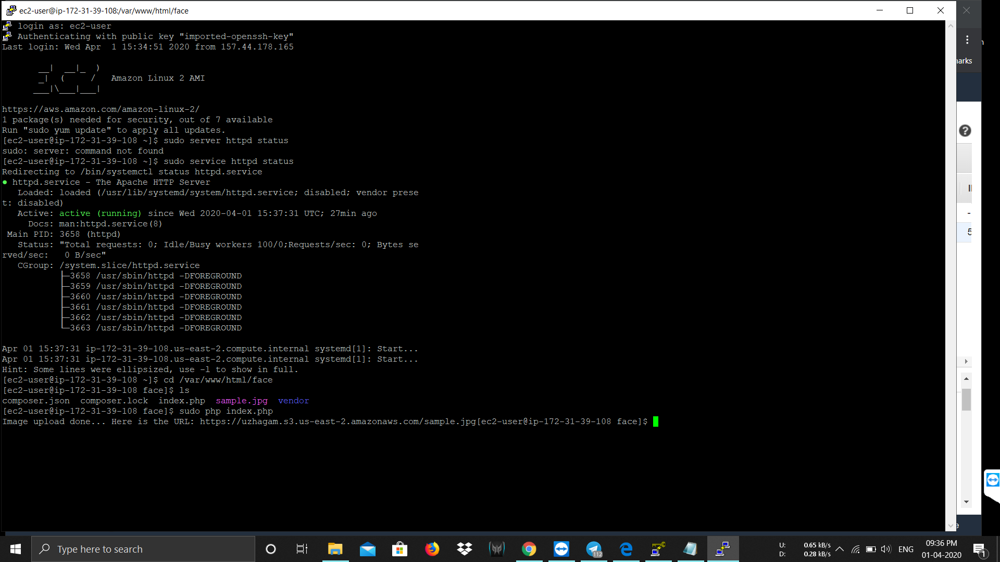 ec2-user@ip-172-31-39-108:/var/www/html/face
login as: ec2-user
Authenticating with public key "imported-openssh-key"
Last login: Wed Apr  1 15:34:51 2020 from 157.44.178.165
       __|  __|_  )
       _|  (     /   Amazon Linux 2 AMI
      ___|\___|___|
https://aws.amazon.com/amazon-linux-2/
1 package(s) needed for security, out of 7 available
Run "sudo yum update" to apply all updates.
[ec2-user@ip-172-31-39-108 ~]$ sudo server httpd status
sudo: server: command not found
[ec2-user@ip-172-31-39-108 ~]$ sudo service httpd status
Redirecting to /bin/systemctl status httpd.service
● httpd.service - The Apache HTTP Server
   Loaded: loaded (/usr/lib/systemd/system/httpd.service; disabled; vendor prese
t: disabled)
   Active: active (running) since Wed 2020-04-01 15:37:31 UTC; 27min ago
     Docs: man:httpd.service(8)
 Main PID: 3658 (httpd)
   Status: "Total requests: 0; Idle/Busy workers 100/0;Requests/sec: 0; Bytes se
rved/sec:   0 B/sec"
   CGroup: /system.slice/httpd.service
           ├─3658 /usr/sbin/httpd -DFOREGROUND
           ├─3659 /usr/sbin/httpd -DFOREGROUND
           ├─3660 /usr/sbin/httpd -DFOREGROUND
           ├─3661 /usr/sbin/httpd -DFOREGROUND
           ├─3662 /usr/sbin/httpd -DFOREGROUND
           └─3663 /usr/sbin/httpd -DFOREGROUND
Apr 01 15:37:31 ip-172-31-39-108.us-east-2.compute.internal systemd[1]: Start...
Apr 01 15:37:31 ip-172-31-39-108.us-east-2.compute.internal systemd[1]: Start...
Hint: Some lines were ellipsized, use -l to show in full.
[ec2-user@ip-172-31-39-108 ~]$ cd /var/www/html/face
[ec2-user@ip-172-31-39-108 face]$ ls
composer.json  composer.lock  index.php  sample.jpg  vendor
[ec2-user@ip-172-31-39-108 face]$ sudo php index.php
Image upload done... Here is the URL: https://uzhagam.s3.us-east-2.amazonaws.com/sample.jpg[ec2-user@ip-172-31-39-108 face]$
arks
5
Type here to search
112
U: 0.65 kB/s
D: 0.28 kB/s
ENG
09:36 PM
01-04-2020
1